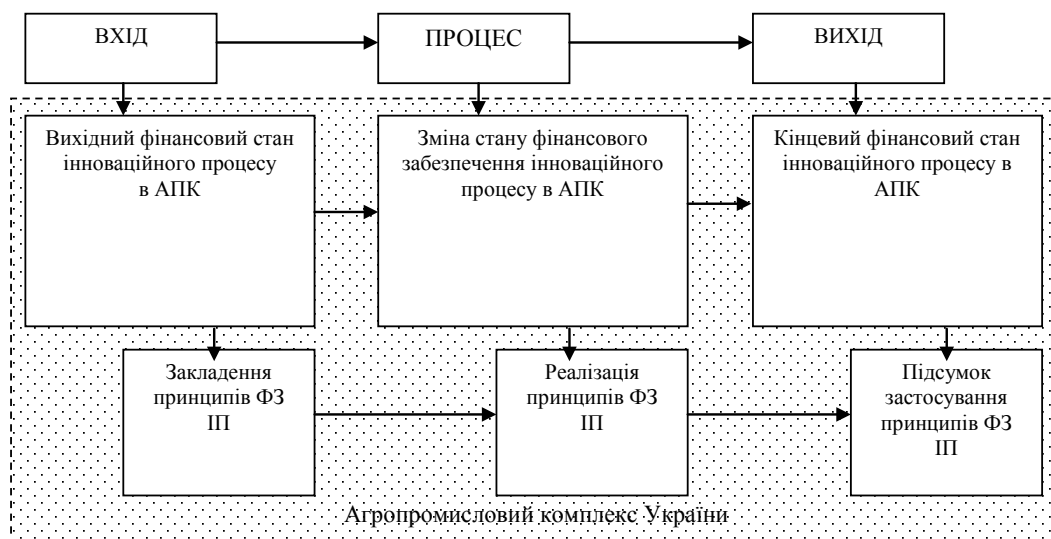 ВХІД
ПРОЦЕС
ВИХІД
Вихідний фінансовий стан
інноваційного процесу
в АПК
Зміна стану фінансового
забезпечення інноваційного
процесу в АПК
Кінцевий фінансовий стан
інноваційного процесу в
АПК
Закладення
принципів ФЗ
ІП
Реалізація
принципів ФЗ
ІП
Підсумок
застосування
принципів ФЗ
ІП
Агропромисловий комплекс України